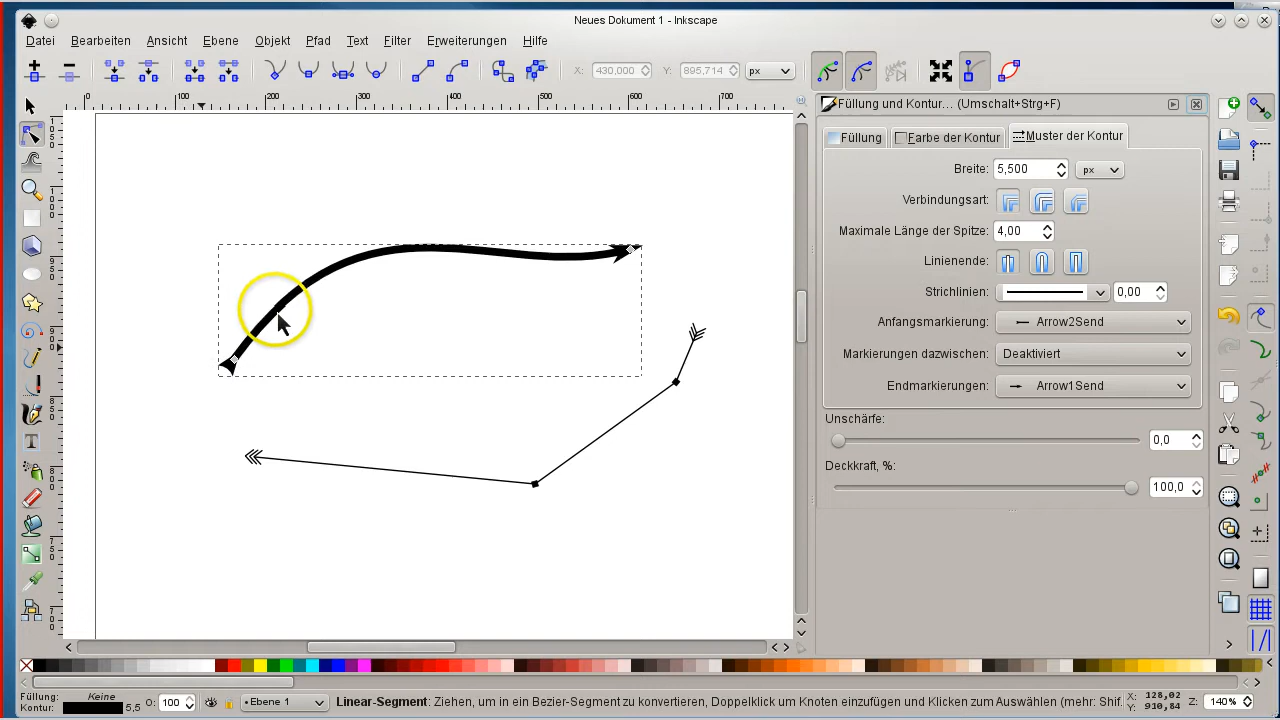 Neues Dokument 1 - Inkscape
Datei Bearbeiten Ansicht Ebene Objekt Pfad Text Filter Erweiterungen Hilfe
X: 430,000 Y: 895,714 px
0 100 200 300 400 500 600 700
Füllung und Kontur... (Umschalt+Strg+F)
Füllung Farbe der Kontur Muster der Kontur
Breite: 5,500 px
Verbindungsart:
Maximale Länge der Spitze: 4,00
Linienende:
Strichlinien: 0,00
Anfangsmarkierung: Arrow2Send
Markierungen dazwischen: Deaktiviert
Endmarkierungen: Arrow1Send
Unschärfe:
0,0
Deckkraft, %:
100,0
Füllung: Keine
Kontur: 5,5
O: 100
Ebene 1
Linear-Segment: Ziehen, um in ein Bezier-Segment zu konvertieren, Doppelklick um Knoten einzufügen und Klicken zum Auswählen (mehr: Shif.
X: 128,02
Y: 910,84
Z: 140%